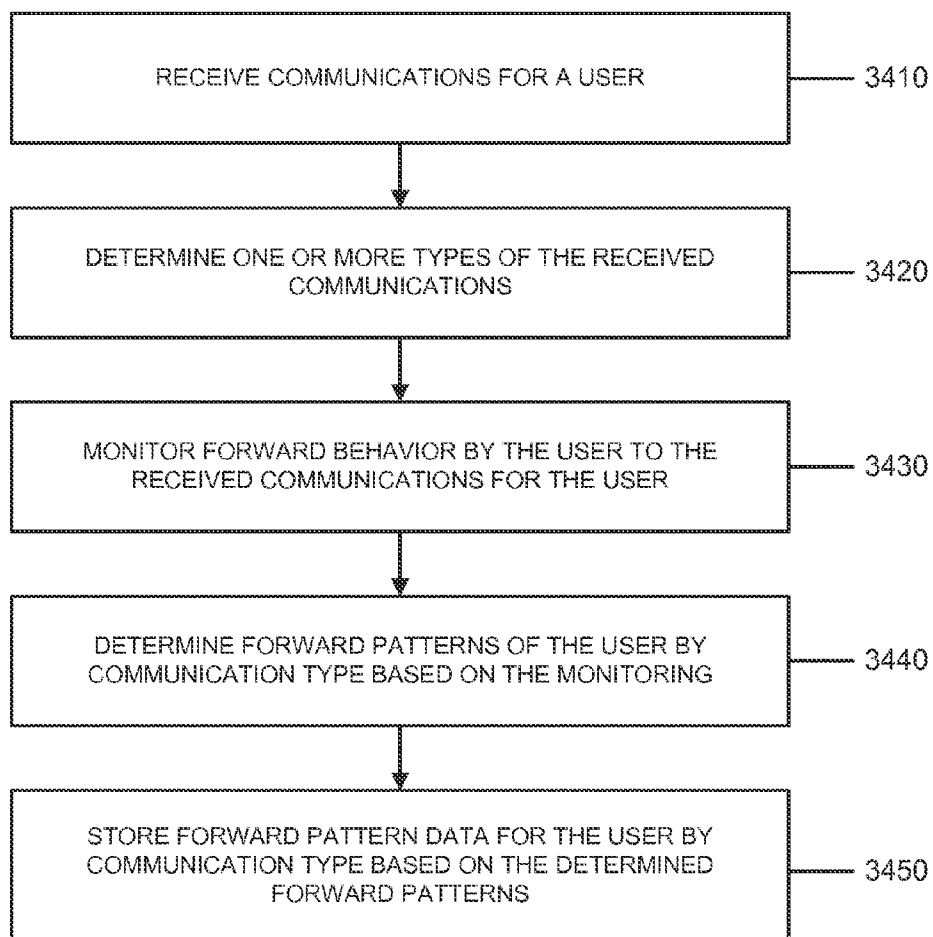 RECEIVE COMMUNICATIONS FOR A USER
3410
DETERMINE ONE OR MORE TYPES OF THE RECEIVED
COMMUNICATIONS
3420
MONITOR FORWARD BEHAVIOR BY THE USER TO THE
RECEIVED COMMUNICATIONS FOR THE USER
3430
DETERMINE FORWARD PATTERNS OF THE USER BY
COMMUNICATION TYPE BASED ON THE MONITORING
3440
STORE FORWARD PATTERN DATA FOR THE USER BY
COMMUNICATION TYPE BASED ON THE DETERMINED
FORWARD PATTERNS
3450